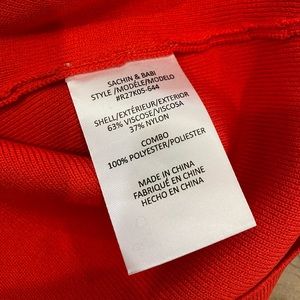 SACHIN & BABI
STYLE /MODÉLE/MODELO
#R27K05-644
SHELL/EXTÉRIEUR/EXTERIOR
63% VISCOSE/VISCOSA
37% NYLON
COMBO
100% POLYESTER/POLIESTER
MADE IN CHINA
FABRIQUÉ EN CHINE
HECHO EN CHINA